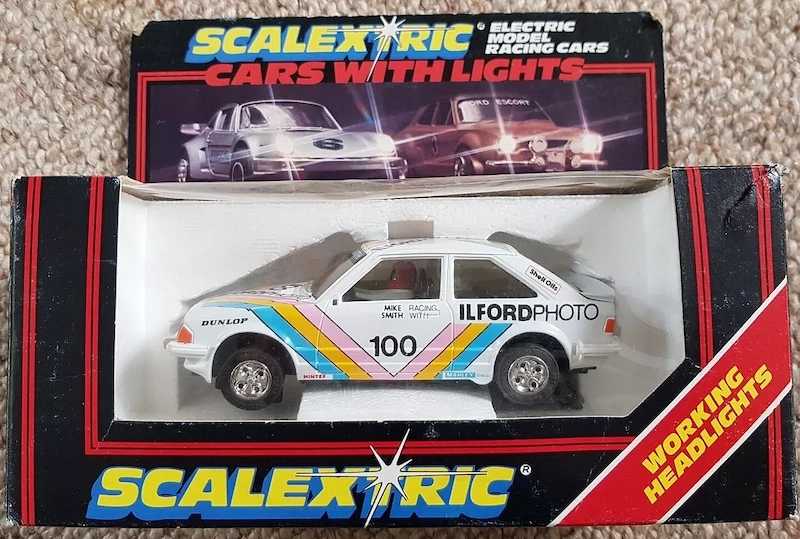 SCALEXTRIC®
ELECTRIC
MODEL
RACING CARS
CARS WITH LIGHTS
6
FORD ESCORT
Shell Oils
MIKE
SMITH
RACING
WITH
ILFORDPHOTO
DUNLOP
100
MINTEX
WORKING
HEADLIGHTS
SCALEXTRIC®